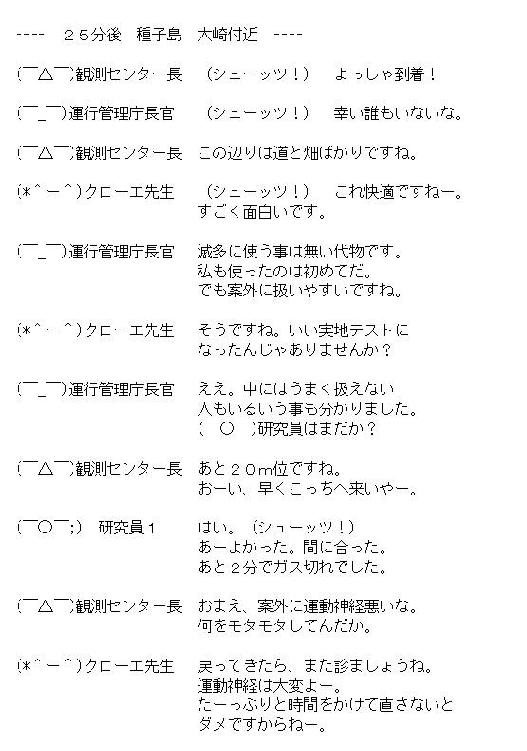 ---- ２５分後　種子島　大崎付近 ----
(￣△￣)観測センター長　（シューッツ！）　よっしゃ到着！
(￣_￣)運行管理庁長官　（シューッツ！）　幸い誰もいないな。
(￣△￣)観測センター長　この辺りは道と畑ばかりですね。
(*＾ー＾)クローエ先生　（シューッツ！）　これ快適ですねー。
すごく面白いです。
(￣_￣)運行管理庁長官　滅多に使う事は無い代物です。
私も使ったのは初めてだ。
でも案外に扱いやすいですね。
(*＾ー＾)クローエ先生　そうですね。いい実地テストに
なったんじゃありませんか？
(￣_￣)運行管理庁長官　ええ。中にはうまく扱えない
人もいるいう事も分かりました。
(　○　)研究員はまだか？
(￣△￣)観測センター長　あと２０ｍ位ですね。
おーい、早くこっちへ来いやー。
(￣○￣;)　研究員１　はい。（シューッツ！）
あーよかった。間に合った。
あと２分でガス切れでした。
(￣△￣)観測センター長　おまえ、案外に運動神経悪いな。
何をモタモタしてんだか。
(*＾ー＾)クローエ先生　戻ってきたら、また診ましょうね。
運動神経は大変よー。
たーっぷりと時間をかけて直さないと
ダメですからねー。